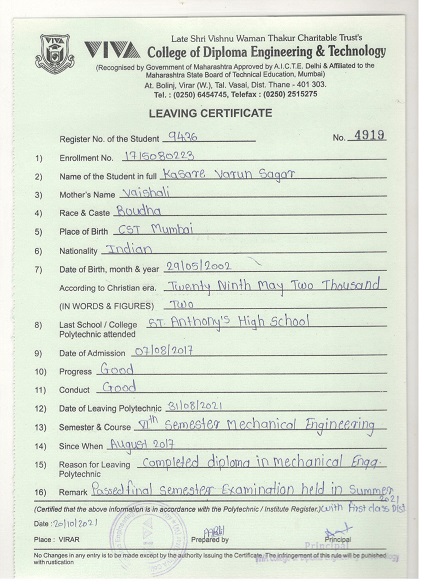 Late Shri Vishnu Waman Thakur Charitable Trust's
VIVA College of Diploma Engineering & Technology
(Recognised by Government of Maharashtra Approved by A.I.C.T.E. Delhi & Affiliated to the
Maharashtra State Board of Technical Education, Mumbai)
At. Bolinj, Virar (W.), Tal. Vasai, Dist. Thane - 401 303.
Tel. : (0250) 6454745, Telefax : (0250) 2515275
LEAVING CERTIFICATE
Register No. of the Student 9436 No. 4919
1) Enrollment No. 1715080223
2) Name of the Student in full Kasare Varun Sagar
3) Mother's Name Vaishali
4) Race & Caste Boudha
5) Place of Birth CST Mumbai
6) Nationality Indian
7) Date of Birth, month & year 29/05/2002
According to Christian era. Twenty Ninth May Two Thousand
(IN WORDS & FIGURES) Two
8) Last School / College ST. Anthony's High School
Polytechnic attended
9) Date of Admission 07/08/2017
10) Progress Good
11) Conduct Good
12) Date of Leaving Polytechnic 31/08/2021
13) Semester & Course VIth Semester Mechanical Engineering
14) Since When August 2017
15) Reason for Leaving Completed diploma in mechanical Engg.
Polytechnic
16) Remark Passed final semester Examination held in Summer
2021
(Certified that the above information is in accordance with the Polytechnic / Institute Register.) with First class Dist
Date : 20/10/2021
Place : VIRAR Prepared by Principal
Principal
No Changes in any entry is to be made except by the authority issuing the Certificate. The infringement of this rule will be punished
with rustication